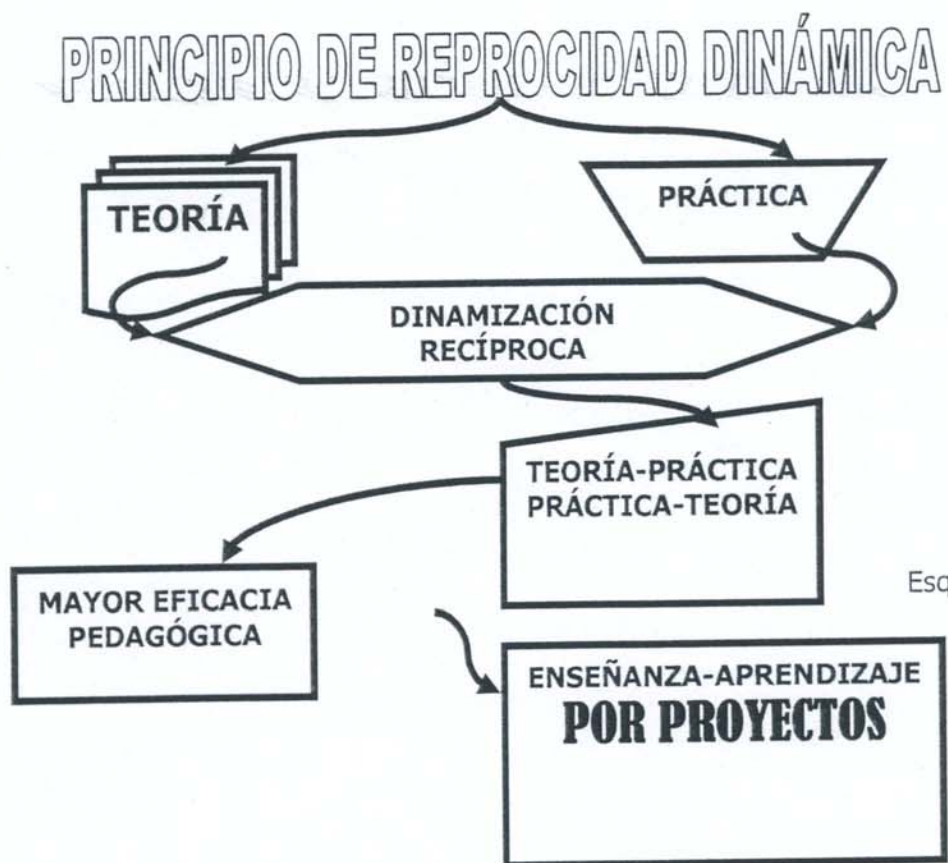 PRINCIPIO DE REPROCIDAD DINÁMICA
TEORÍA
PRÁCTICA
DINAMIZACIÓN
RECÍPROCA
TEORÍA-PRÁCTICA
PRÁCTICA-TEORÍA
Esq
MAYOR EFICACIA
PEDAGÓGICA
ENSEÑANZA-APRENDIZAJE
POR PROYECTOS